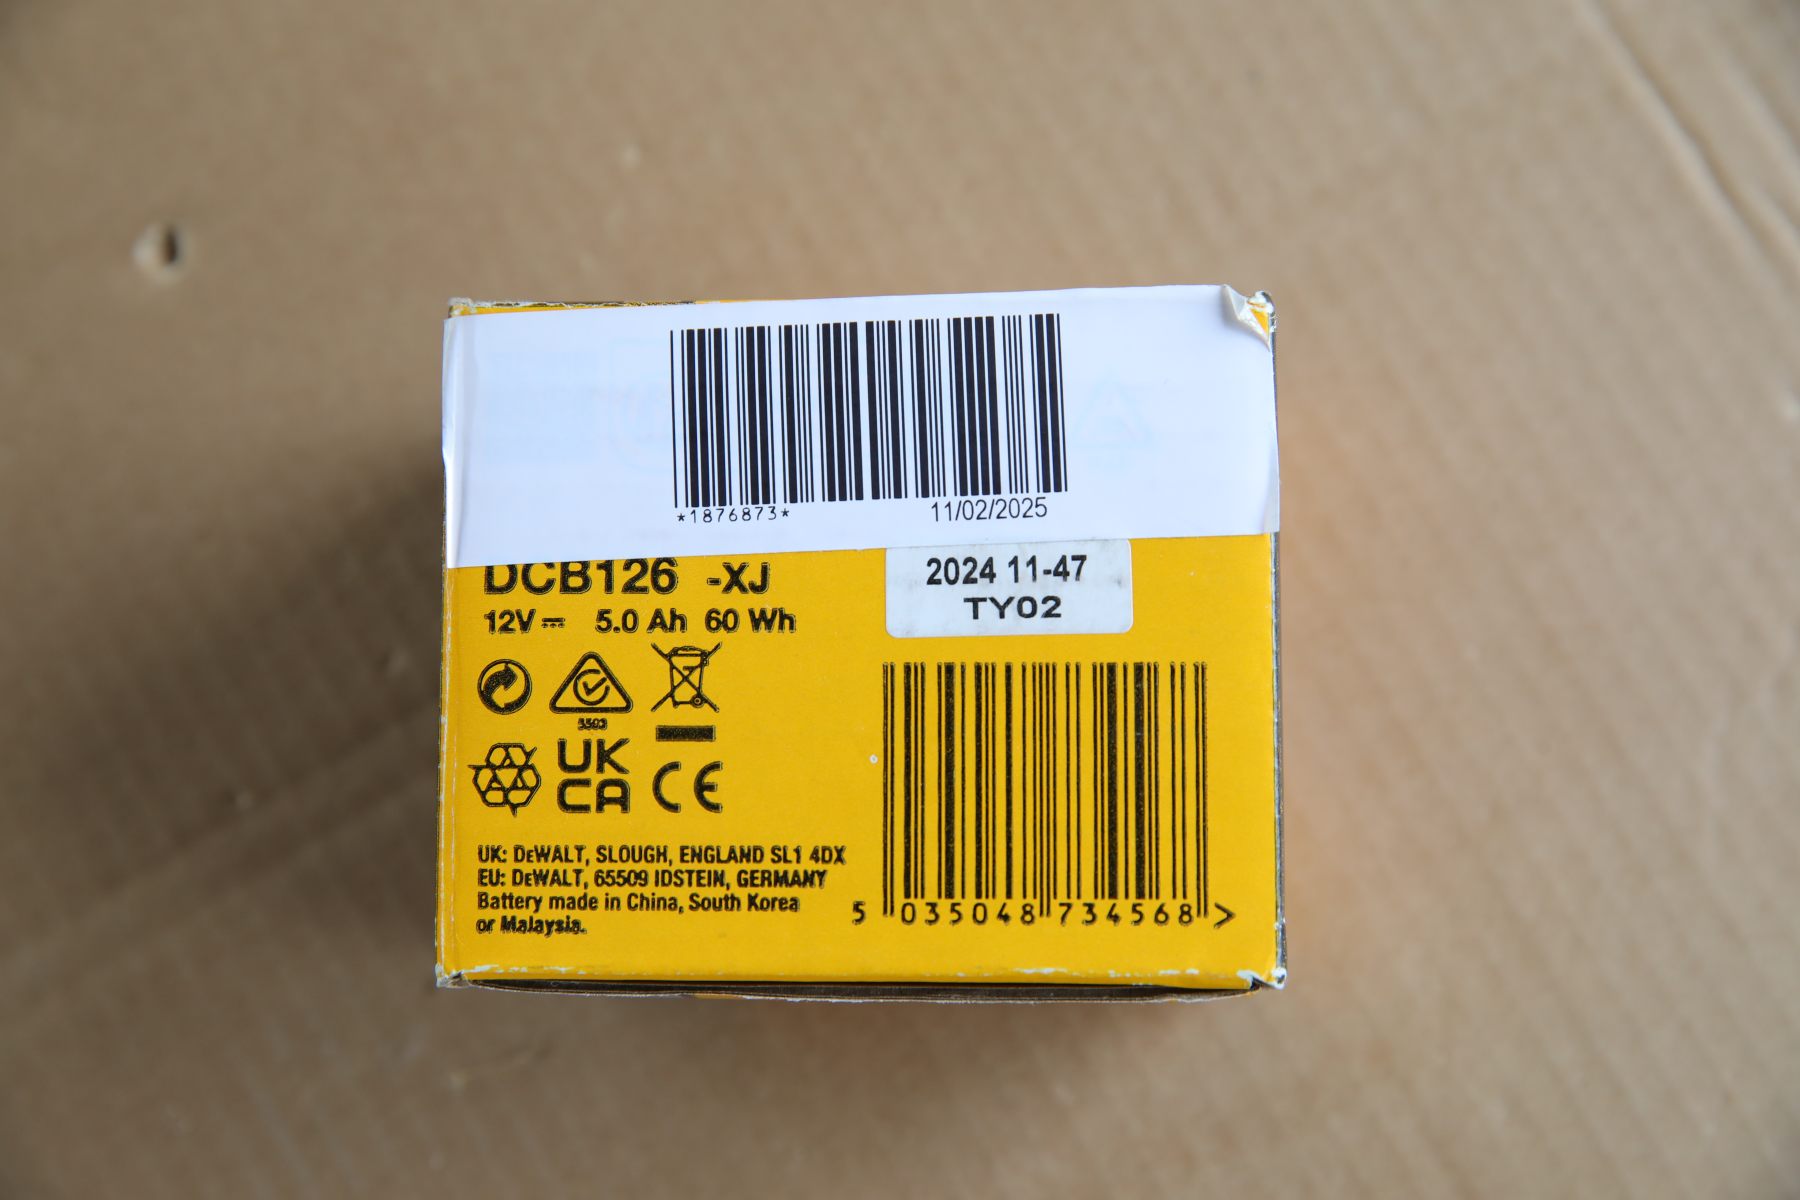 *1876873*
11/02/2025
DCB126 -XJ
12V 5.0 Ah 60 Wh
2024 11-47
TY02
UK
CA
CE
UK: DEWALT, SLOUGH, ENGLAND SL1 4DX
EU: DEWALT, 65509 IDSTEIN, GERMANY
Battery made in China, South Korea
or Malaysia.
5 035048 734568 >